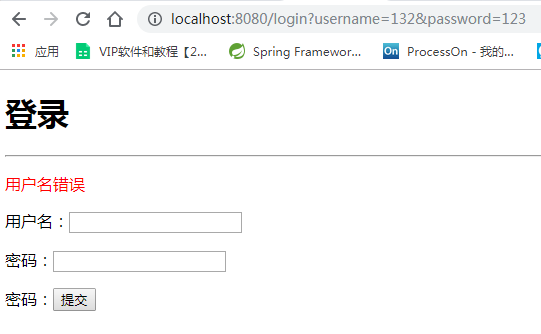 localhost:8080/login?username=132&password=123
应用 VIP软件和教程【2... Spring Framewor... On ProcessOn - 我的...
登录
用户名错误
用户名：
密码：
密码： 提交